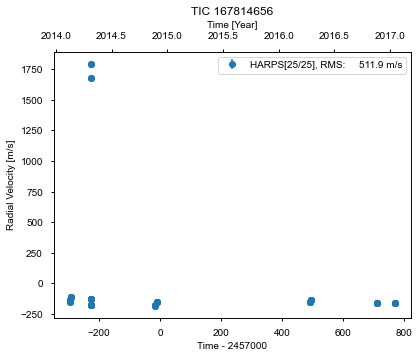 TIC 167814656
Time [Year]
2014.0 2014.5 2015.0 2015.5 2016.0 2016.5 2017.0
HARPS[25/25], RMS: 511.9 m/s
1750
1500
1250
1000
750
500
250
0
−250
Radial Velocity [m/s]
−200 0 200 400 600 800
Time - 2457000